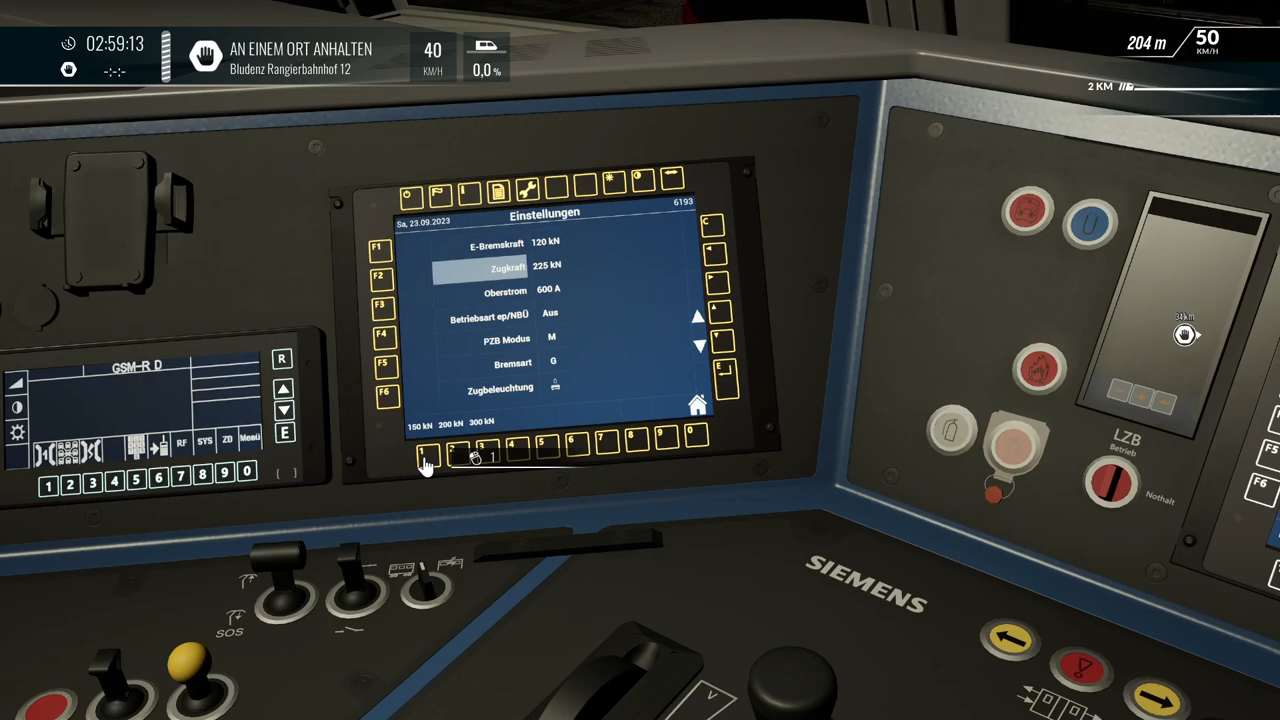 02:59:13
-:-:-
AN EINEM ORT ANHALTEN
Bludenz Rangierbahnhof 12
40
KM/H
0,0 %
204 m
50
KM/H
2 KM
Sa, 23.09.2023
Einstellungen
6193
E-Bremskraft 120 kN
Zugkraft 225 kN
Oberstrom 600 A
Betriebsart ep/NBÜ Aus
PZB Modus M
Bremsart G
Zugbeleuchtung
150 kN 200 kN 300 kN
F1
F2
F3
F4
F5
F6
C
E
1 2 3 4 5 6 7 8 9 0
1
GSM-R D
RF SYS ZD Menü
R
E
1 2 3 4 5 6 7 8 9 0
34km
LZB
Betrieb
Nothalt
F5
F6
SIEMENS
SOS
V